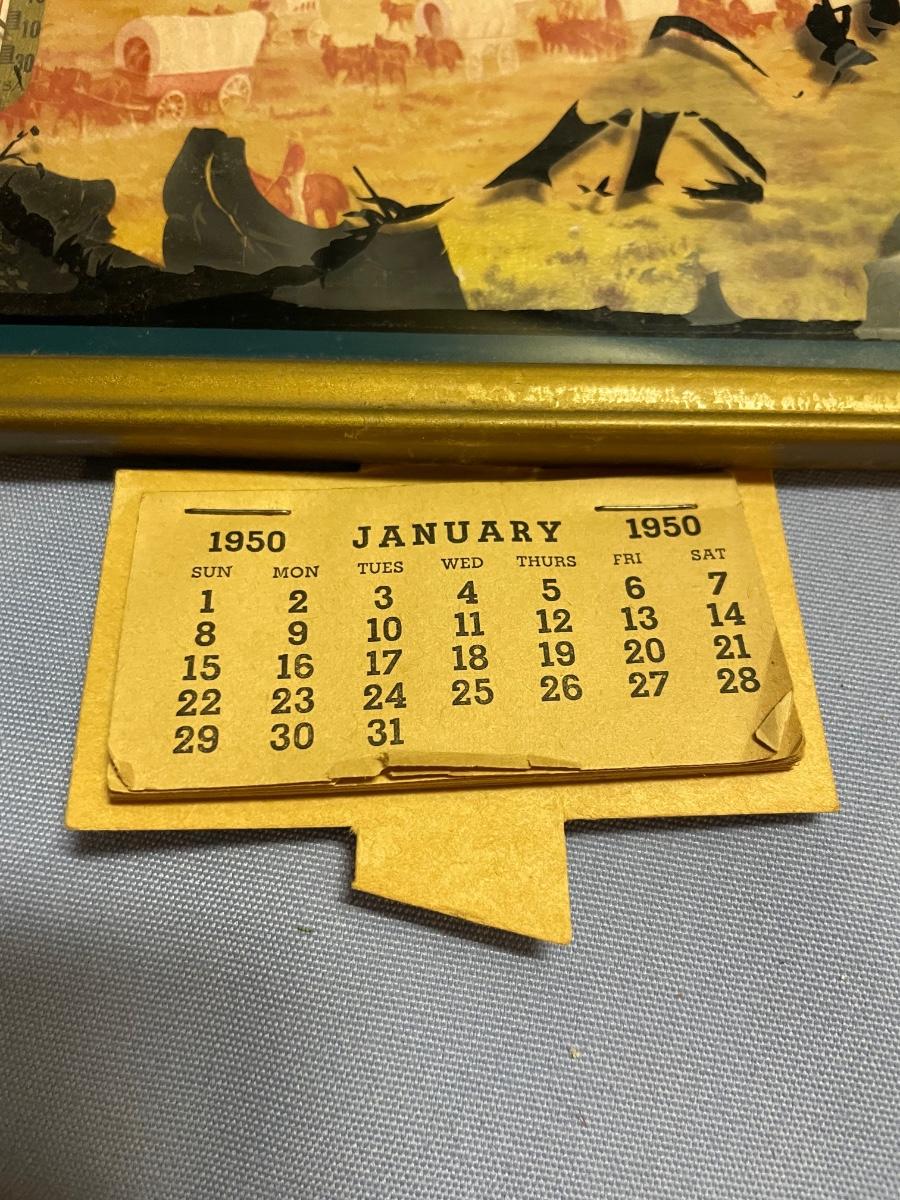 10
30
1950 JANUARY 1950
SUN MON TUES WED THURS FRI SAT
1 2 3 4 5 6 7
8 9 10 11 12 13 14
15 16 17 18 19 20 21
22 23 24 25 26 27 28
29 30 31